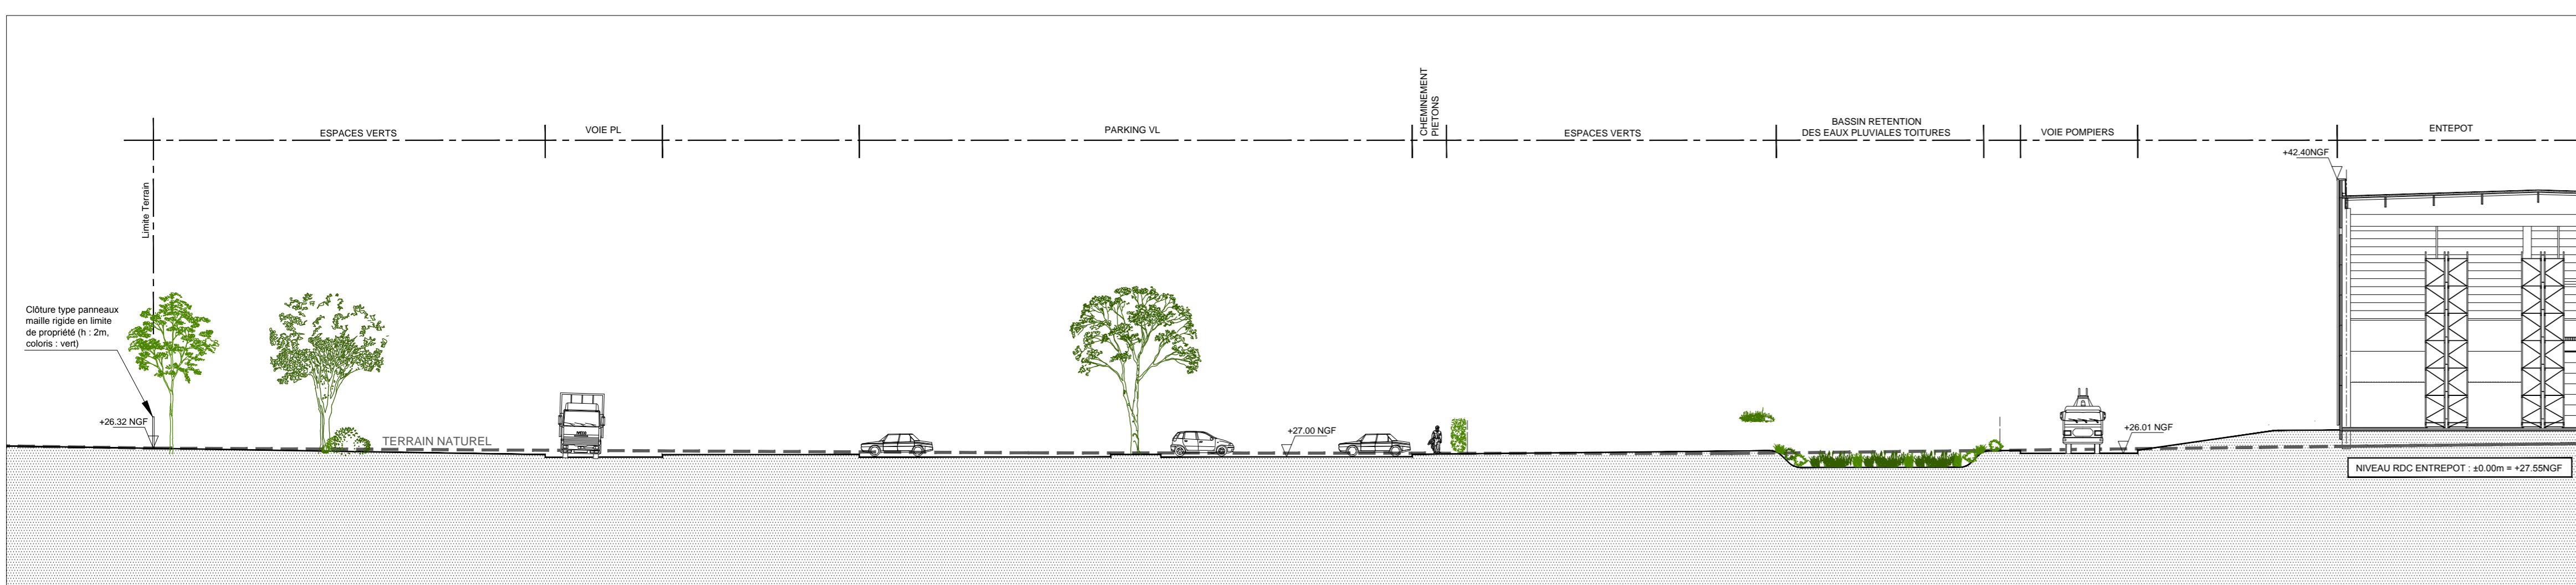 CHEMINEMENT
PIETONS
ESPACES VERTS
VOIE PL
PARKING VL
ESPACES VERTS
BASSIN RETENTION
DES EAUX PLUVIALES TOITURES
VOIE POMPIERS
ENTEPOT
+42.40NGF
Limite Terrain
Clôture type panneaux
maille rigide en limite
de propriété (h : 2m,
coloris : vert)
+26.32 NGF
TERRAIN NATUREL
+27.00 NGF
+26.01 NGF
NIVEAU RDC ENTREPOT : ±0.00m = +27.55NGF